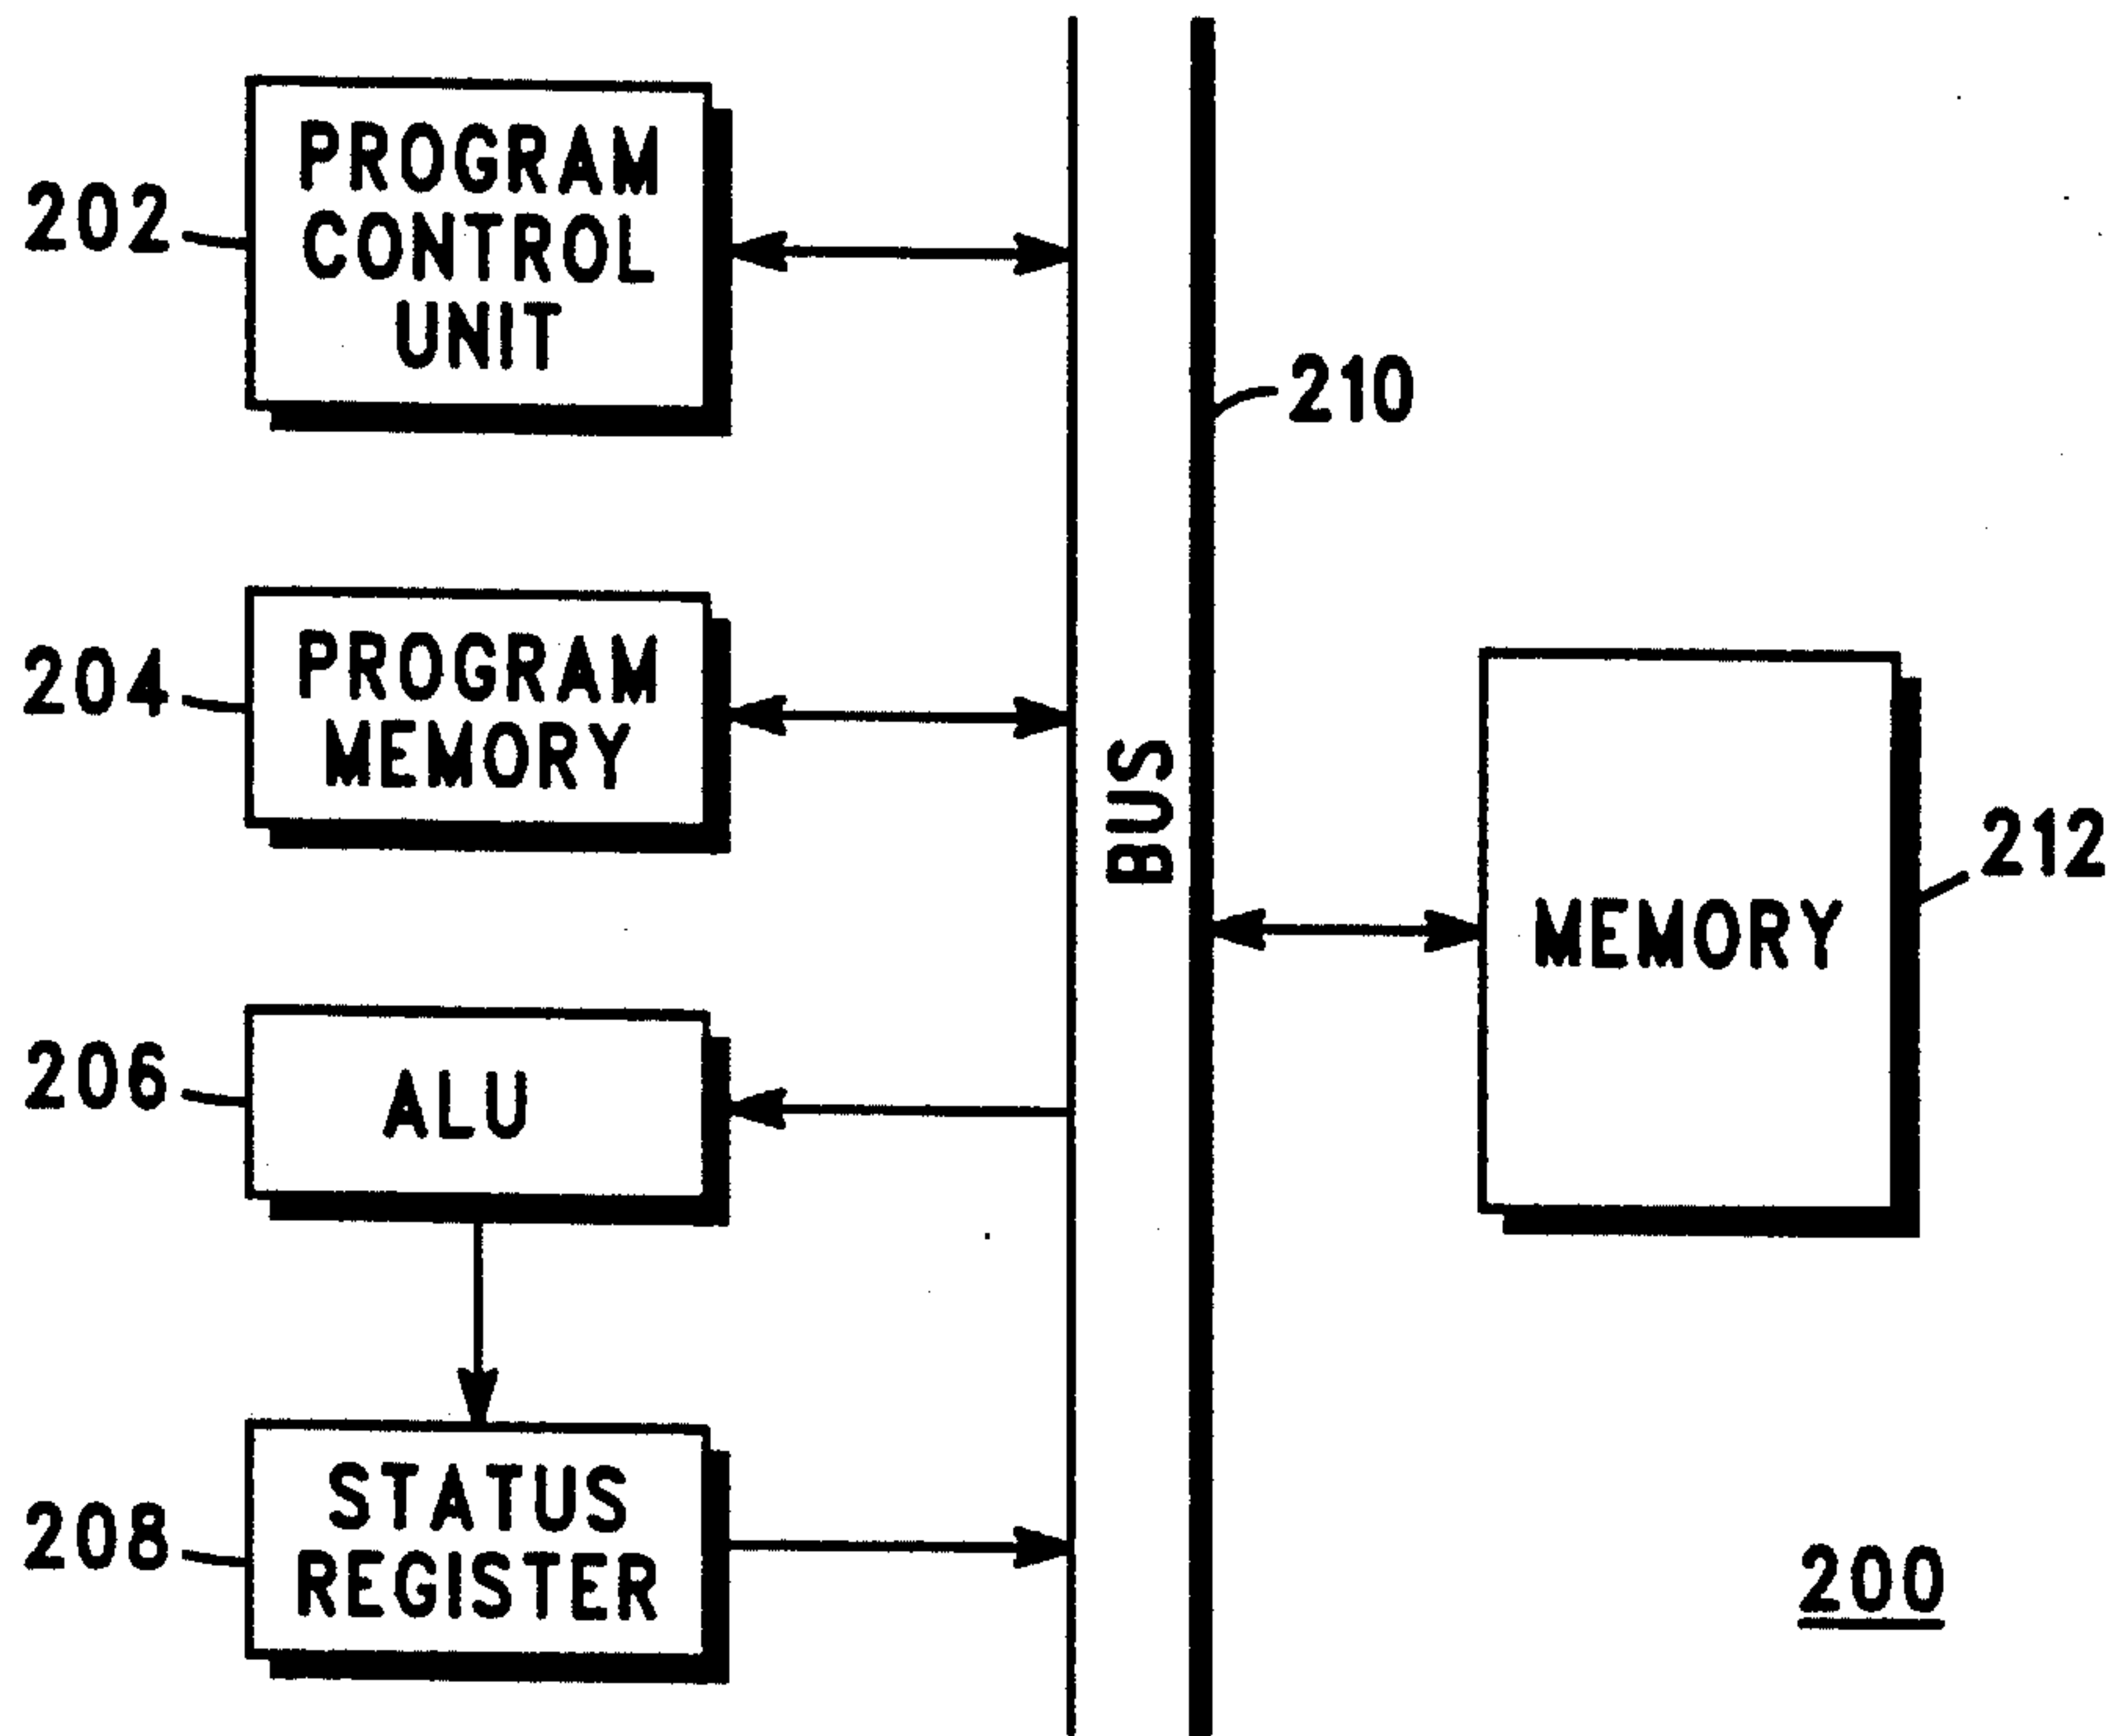 202
PROGRAM
CONTROL
UNIT
210
204
PROGRAM
MEMORY
BUS
212
MEMORY
206
ALU
208
STATUS
REGISTER
200